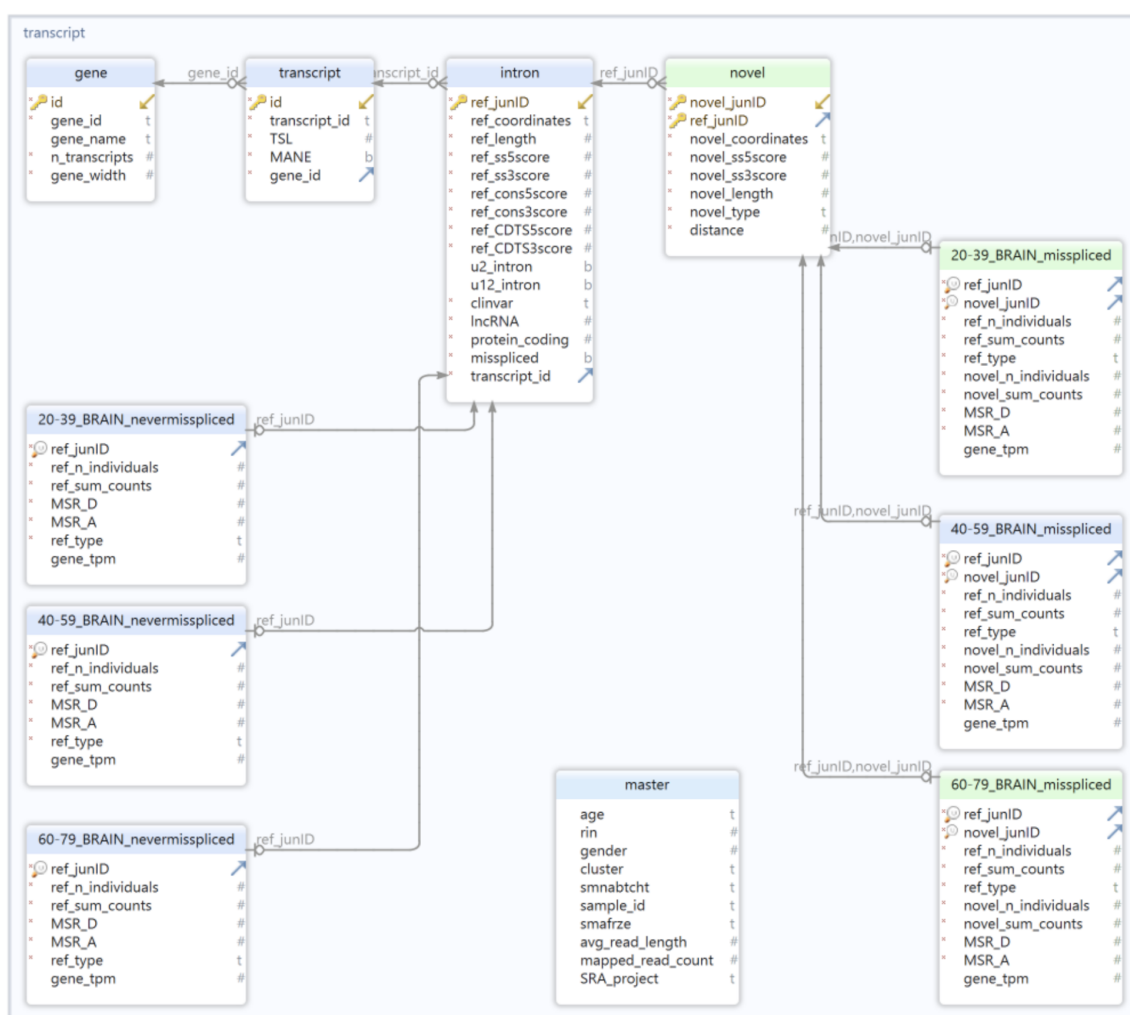 transcript
gene
id
gene_id t
gene_name t
n_transcripts #
gene_width #
gene_id
transcript
id
transcript_id t
TSL #
MANE b
gene_id
nscript_id
intron
ref_junID
ref_coordinates t
ref_length #
ref_ss5score #
ref_ss3score #
ref_cons5score #
ref_cons3score #
ref_CDTS5score #
ref_CDTS3score #
u2_intron b
u12_intron b
clinvar t
lncRNA #
protein_coding #
misspliced b
transcript_id
ref_junID
novel
novel_junID
ref_junID
novel_coordinates t
novel_ss5score #
novel_ss3score #
novel_length #
novel_type t
distance #
nID,novel_junID
20-39_BRAIN_misspliced
ref_junID
novel_junID
ref_n_individuals #
ref_sum_counts #
ref_type t
novel_n_individuals #
novel_sum_counts #
MSR_D #
MSR_A #
gene_tpm #
20-39_BRAIN_nevermisspliced
ref_junID
ref_n_individuals #
ref_sum_counts #
MSR_D #
MSR_A #
ref_type t
gene_tpm #
ref_junID
ref_junID,novel_junID
40-59_BRAIN_misspliced
ref_junID
novel_junID
ref_n_individuals #
ref_sum_counts #
ref_type t
novel_n_individuals #
novel_sum_counts #
MSR_D #
MSR_A #
gene_tpm #
40-59_BRAIN_nevermisspliced
ref_junID
ref_n_individuals #
ref_sum_counts #
MSR_D #
MSR_A #
ref_type t
gene_tpm #
ref_junID
master
age t
rin #
gender #
cluster t
smnabtcht t
sample_id t
smafrze t
avg_read_length #
mapped_read_count #
SRA_project t
ref_junID,novel_junID
60-79_BRAIN_misspliced
ref_junID
novel_junID
ref_n_individuals #
ref_sum_counts #
ref_type t
novel_n_individuals #
novel_sum_counts #
MSR_D #
MSR_A #
gene_tpm #
60-79_BRAIN_nevermisspliced
ref_junID
ref_n_individuals #
ref_sum_counts #
MSR_D #
MSR_A #
ref_type t
gene_tpm #
ref_junID